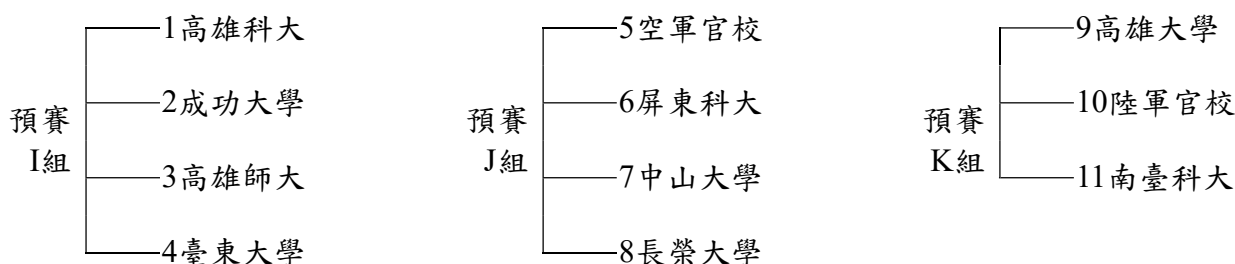 預賽
I組
1高雄科大
2成功大學
3高雄師大
4臺東大學
預賽
J組
5空軍官校
6屏東科大
7中山大學
8長榮大學
預賽
K組
9高雄大學
10陸軍官校
11南臺科大